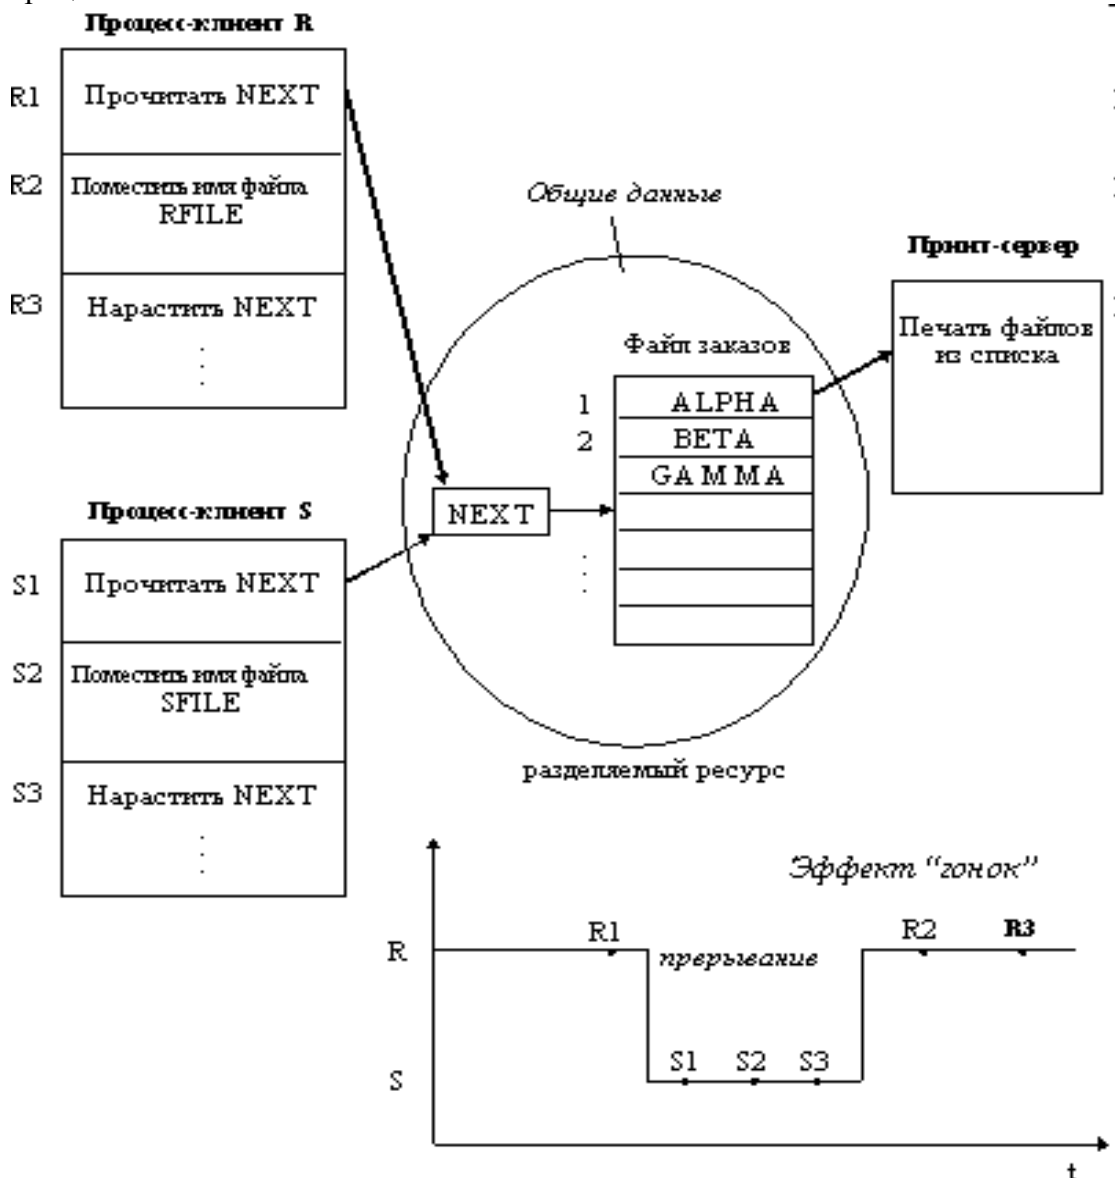 Процесс-клиент R
R1
Прочитать NEXT
R2
Поместить имя файла
RFILE
R3
Нарастить NEXT
Общие данные
Принт-сервер
Печать файлов
из списка
Файл заказов
1
ALPHA
2
BETA
GAMMA
NEXT
Процесс-клиент S
S1
Прочитать NEXT
S2
Поместить имя файла
SFILE
S3
Нарастить NEXT
разделяемый ресурс
Эффект “гонок”
R
R1
прерывание
R2
R3
S
S1
S2
S3
t